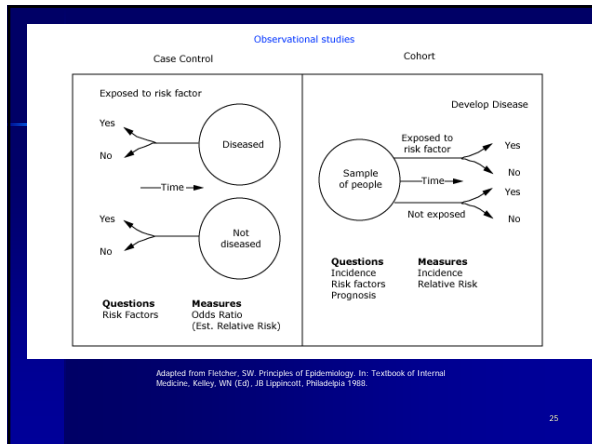 Observational studies
Case Control
Cohort
Exposed to risk factor
Yes
No
Diseased
Time
Yes
No
Not
diseased
Questions
Risk Factors
Measures
Odds Ratio
(Est. Relative Risk)
Develop Disease
Sample
of people
Exposed to
risk factor
Time
Not exposed
Yes
No
Yes
No
Questions
Incidence
Risk factors
Prognosis
Measures
Incidence
Relative Risk
Adapted from Fletcher, SW. Principles of Epidemiology. In: Textbook of Internal
Medicine, Kelley, WN (Ed), JB Lippincott, Philadelpia 1988.
25